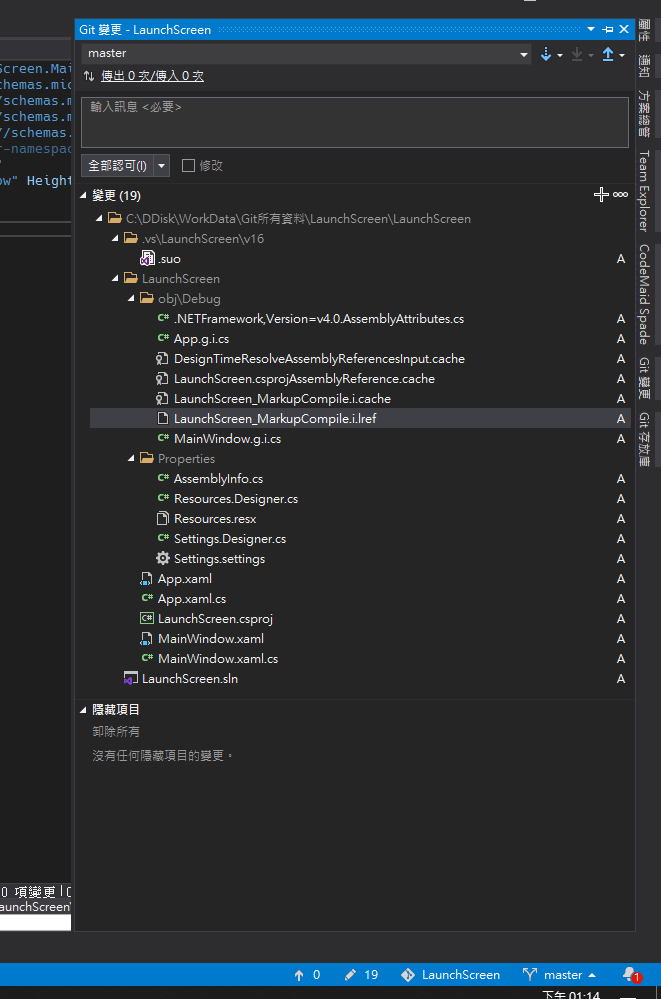 Git 變更 - LaunchScreen
master
傳出 0 次/傳入 0 次
輸入訊息 <必要>
全部認可(I)
修改
變更 (19)
C:\DDisk\WorkData\Git所有資料\LaunchScreen\LaunchScreen
.vs\LaunchScreen\v16
.suo A
LaunchScreen
obj\Debug
.NETFramework,Version=v4.0.AssemblyAttributes.cs A
App.g.i.cs A
DesignTimeResolveAssemblyReferencesInput.cache A
LaunchScreen.csprojAssemblyReference.cache A
LaunchScreen_MarkupCompile.i.cache A
LaunchScreen_MarkupCompile.i.lref A
MainWindow.g.i.cs A
Properties
AssemblyInfo.cs A
Resources.Designer.cs A
Resources.resx A
Settings.Designer.cs A
Settings.settings A
App.xaml A
App.xaml.cs A
LaunchScreen.csproj A
MainWindow.xaml A
MainWindow.xaml.cs A
LaunchScreen.sln A
隱藏項目
卸除所有
沒有任何隱藏項目的變更。
Screen.Mai
chemas.mic
/schemas.m
/schemas.m
//schemas.
r-namespac
"
ow" Height
0 項變更
aunchScreen\
屬性
通知
方案總管
Team Explorer
CodeMaid Spade
Git 變更
Git 存放庫
0
19
LaunchScreen
master
1
下午 01:14